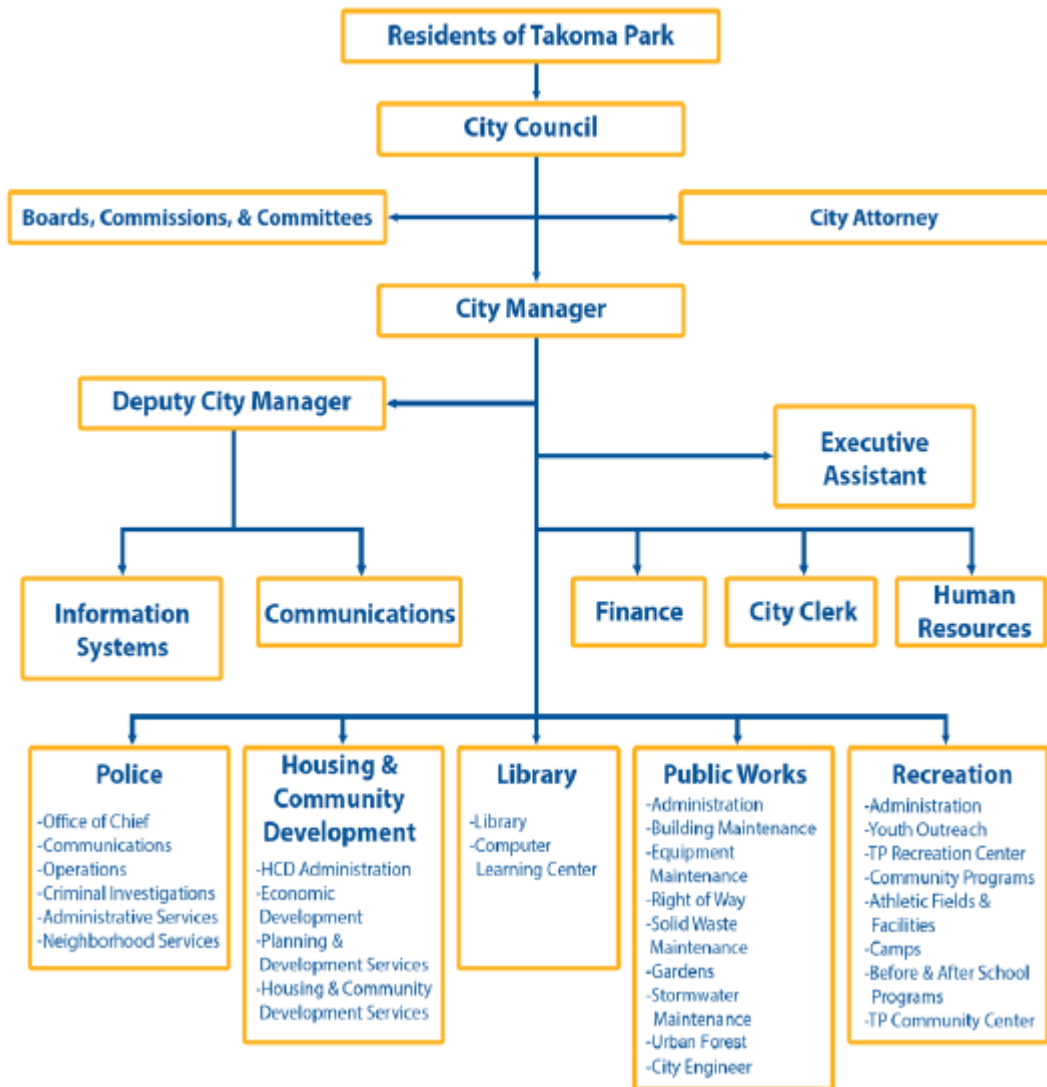 Residents of Takoma Park
City Council
Boards, Commissions, & Committees
City Attorney
City Manager
Deputy City Manager
Executive
Assistant
Information
Systems
Communications
Finance
City Clerk
Human
Resources
Police
-Office of Chief
-Communications
-Operations
-Criminal Investigations
-Administrative Services
-Neighborhood Services
Housing &
Community
Development
-HCD Administration
-Economic
Development
-Planning &
Development Services
-Housing & Community
Development Services
Library
-Library
-Computer
Learning Center
Public Works
-Administration
-Building Maintenance
-Equipment
Maintenance
-Right of Way
-Solid Waste
Maintenance
-Gardens
-Stormwater
Maintenance
-Urban Forest
-City Engineer
Recreation
-Administration
-Youth Outreach
-TP Recreation Center
-Community Programs
-Athletic Fields &
Facilities
-Camps
-Before & After School
Programs
-TP Community Center